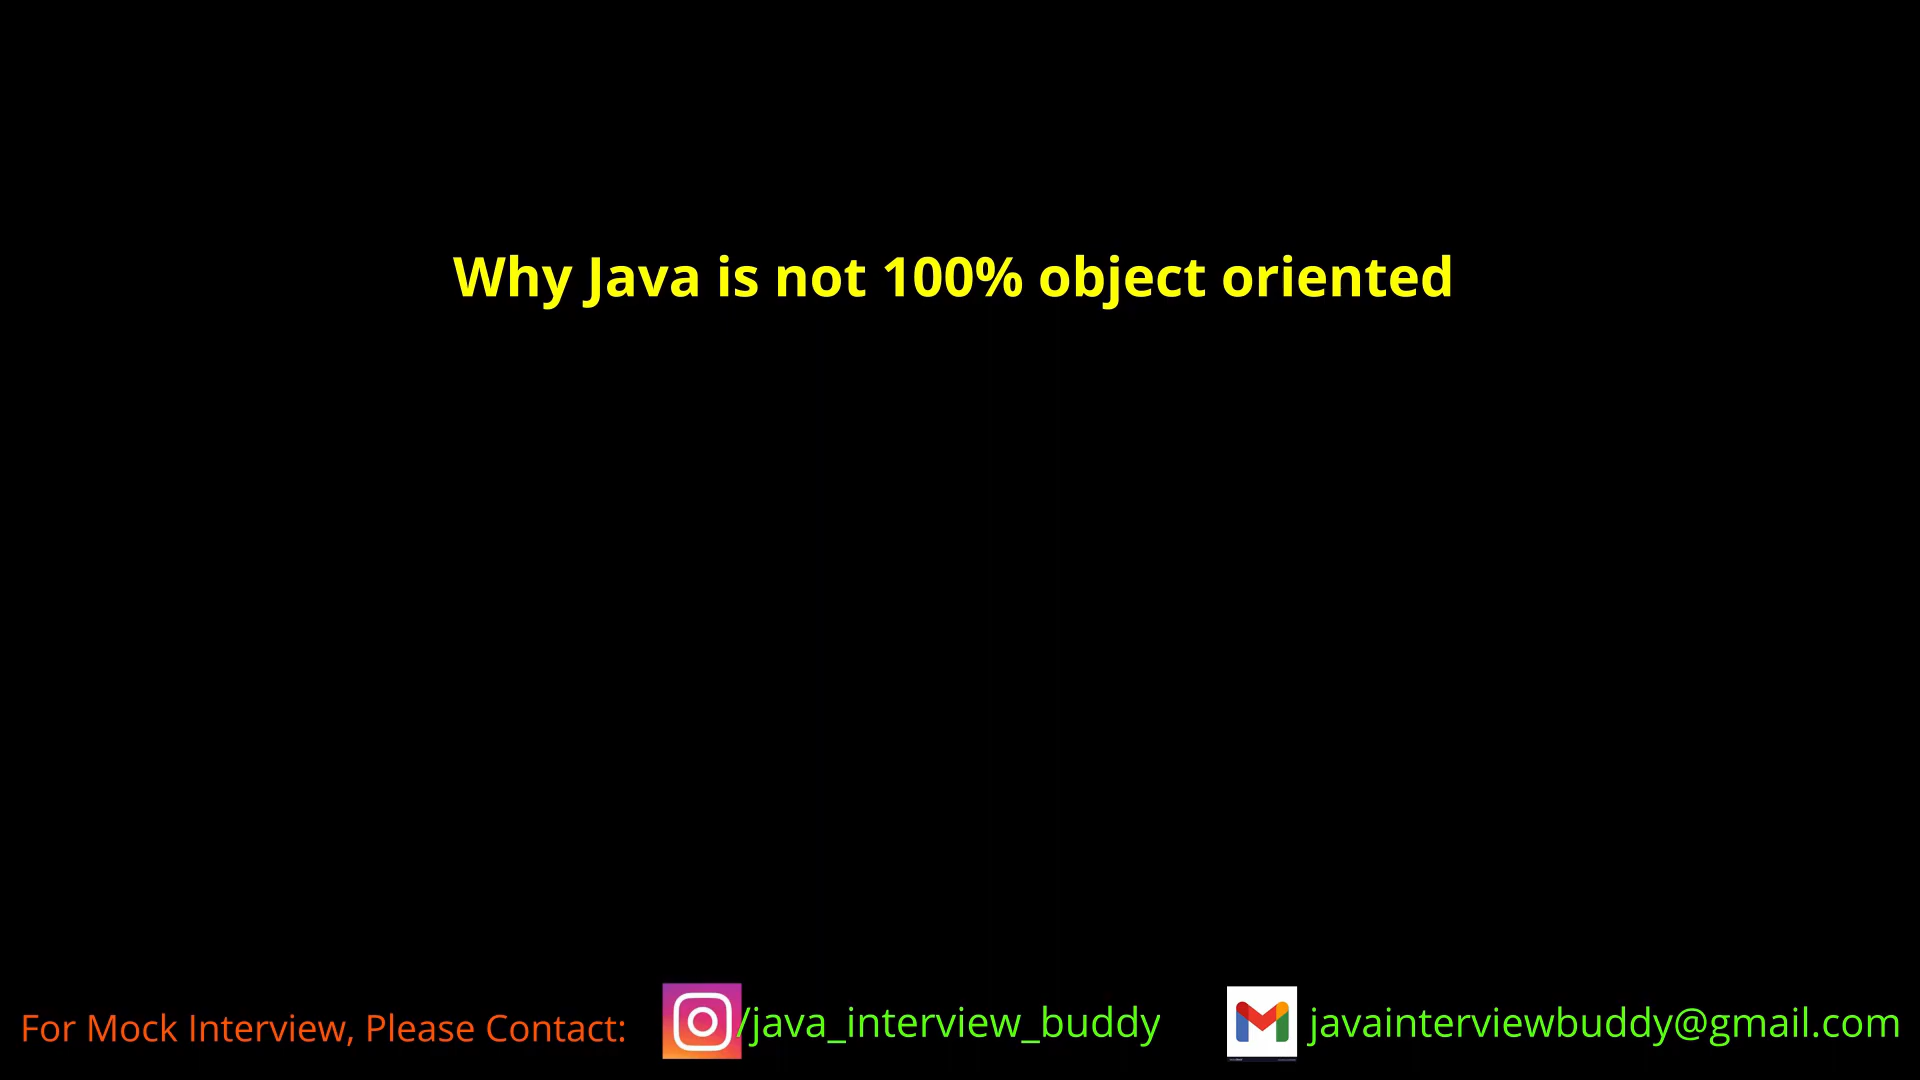 Why Java is not 100% object oriented
For Mock Interview, Please Contact: /java_interview_buddy javainterviewbuddy@gmail.com